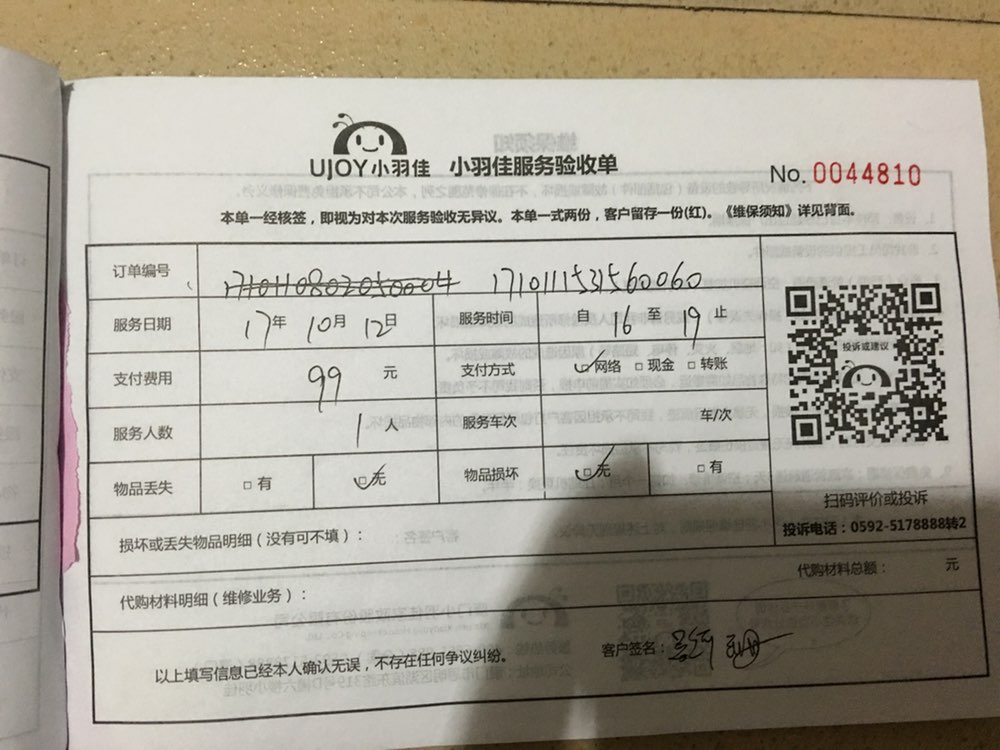 UJOY小羽佳 小羽佳服务验收单
No. 0044810
本单一经核签，即视为对本次服务验收无异议。本单一式两份，客户留存一份(红)。《维保须知》详见背面。
订单编号 1710110802050004 171011153156 0060
服务日期 17年 10月 12日 服务时间 自 16 至 19 止
投诉或建议
支付费用 99 元 支付方式 网络 □ 现金 □ 转账
服务人数 1 人 服务车次 车/次
物品丢失 □ 有 □ 无 物品损坏 □ 无 □ 有
扫码评价或投诉
投诉电话：0592-5178888转2
损坏或丢失物品明细（没有可不填）：
代购材料明细（维修业务）： 代购材料总额： 元
以上填写信息已经本人确认无误，不存在任何争议纠纷。 客户签名：